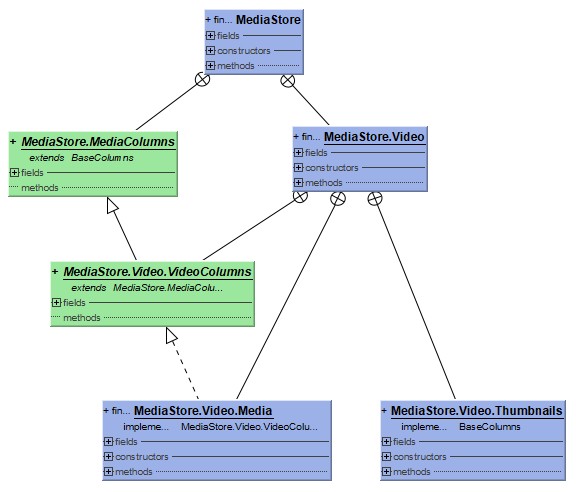 + fin... MediaStore
fields
constructors
methods
+ MediaStore.MediaColumns
extends BaseColumns
fields
methods
+ fin... MediaStore.Video
fields
constructors
methods
+ MediaStore.Video.VideoColumns
extends MediaStore.MediaColu...
fields
methods
+ fin... MediaStore.Video.Media
impleme... MediaStore.Video.VideoColu...
fields
constructors
methods
+ MediaStore.Video.Thumbnails
impleme... BaseColumns
fields
constructors
methods